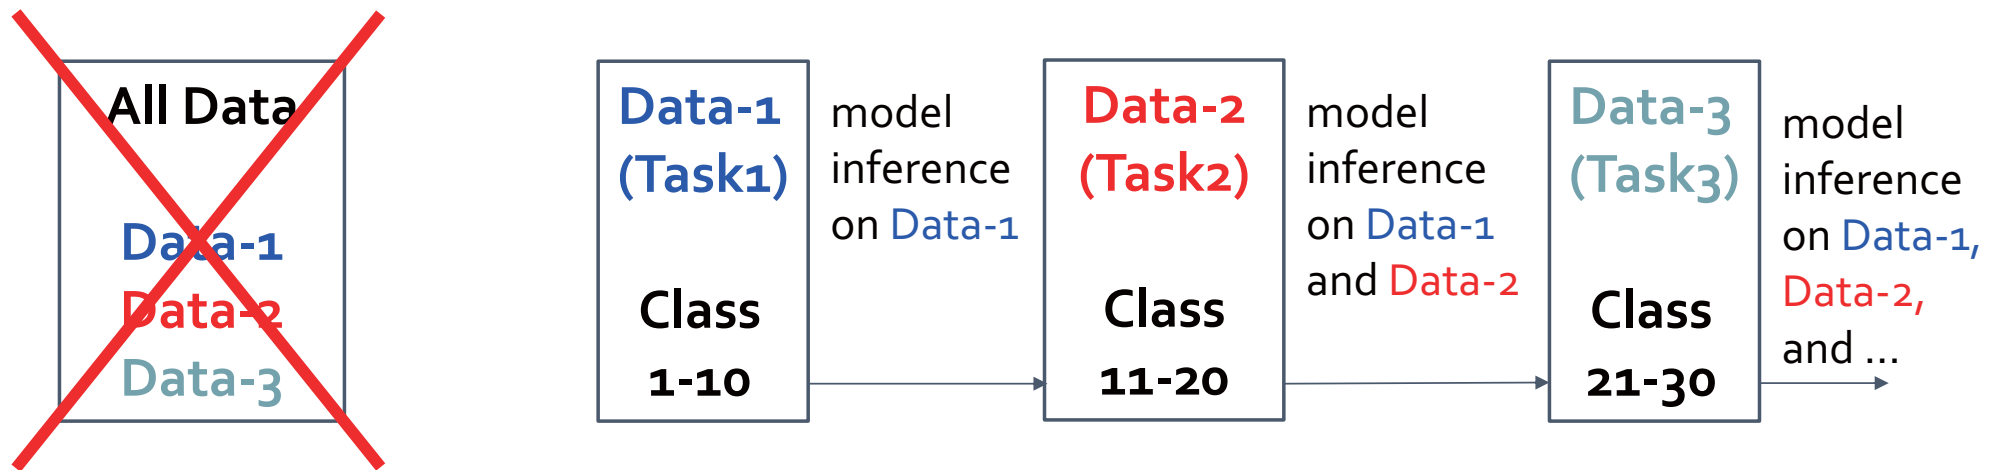 All Data
Data-1
Data-2
Data-3
Data-1
(Task1)
Class
1-10
model
inference
on Data-1
Data-2
(Task2)
Class
11-20
model
inference
on Data-1
and Data-2
Data-3
(Task3)
Class
21-30
model
inference
on Data-1,
Data-2,
and ...